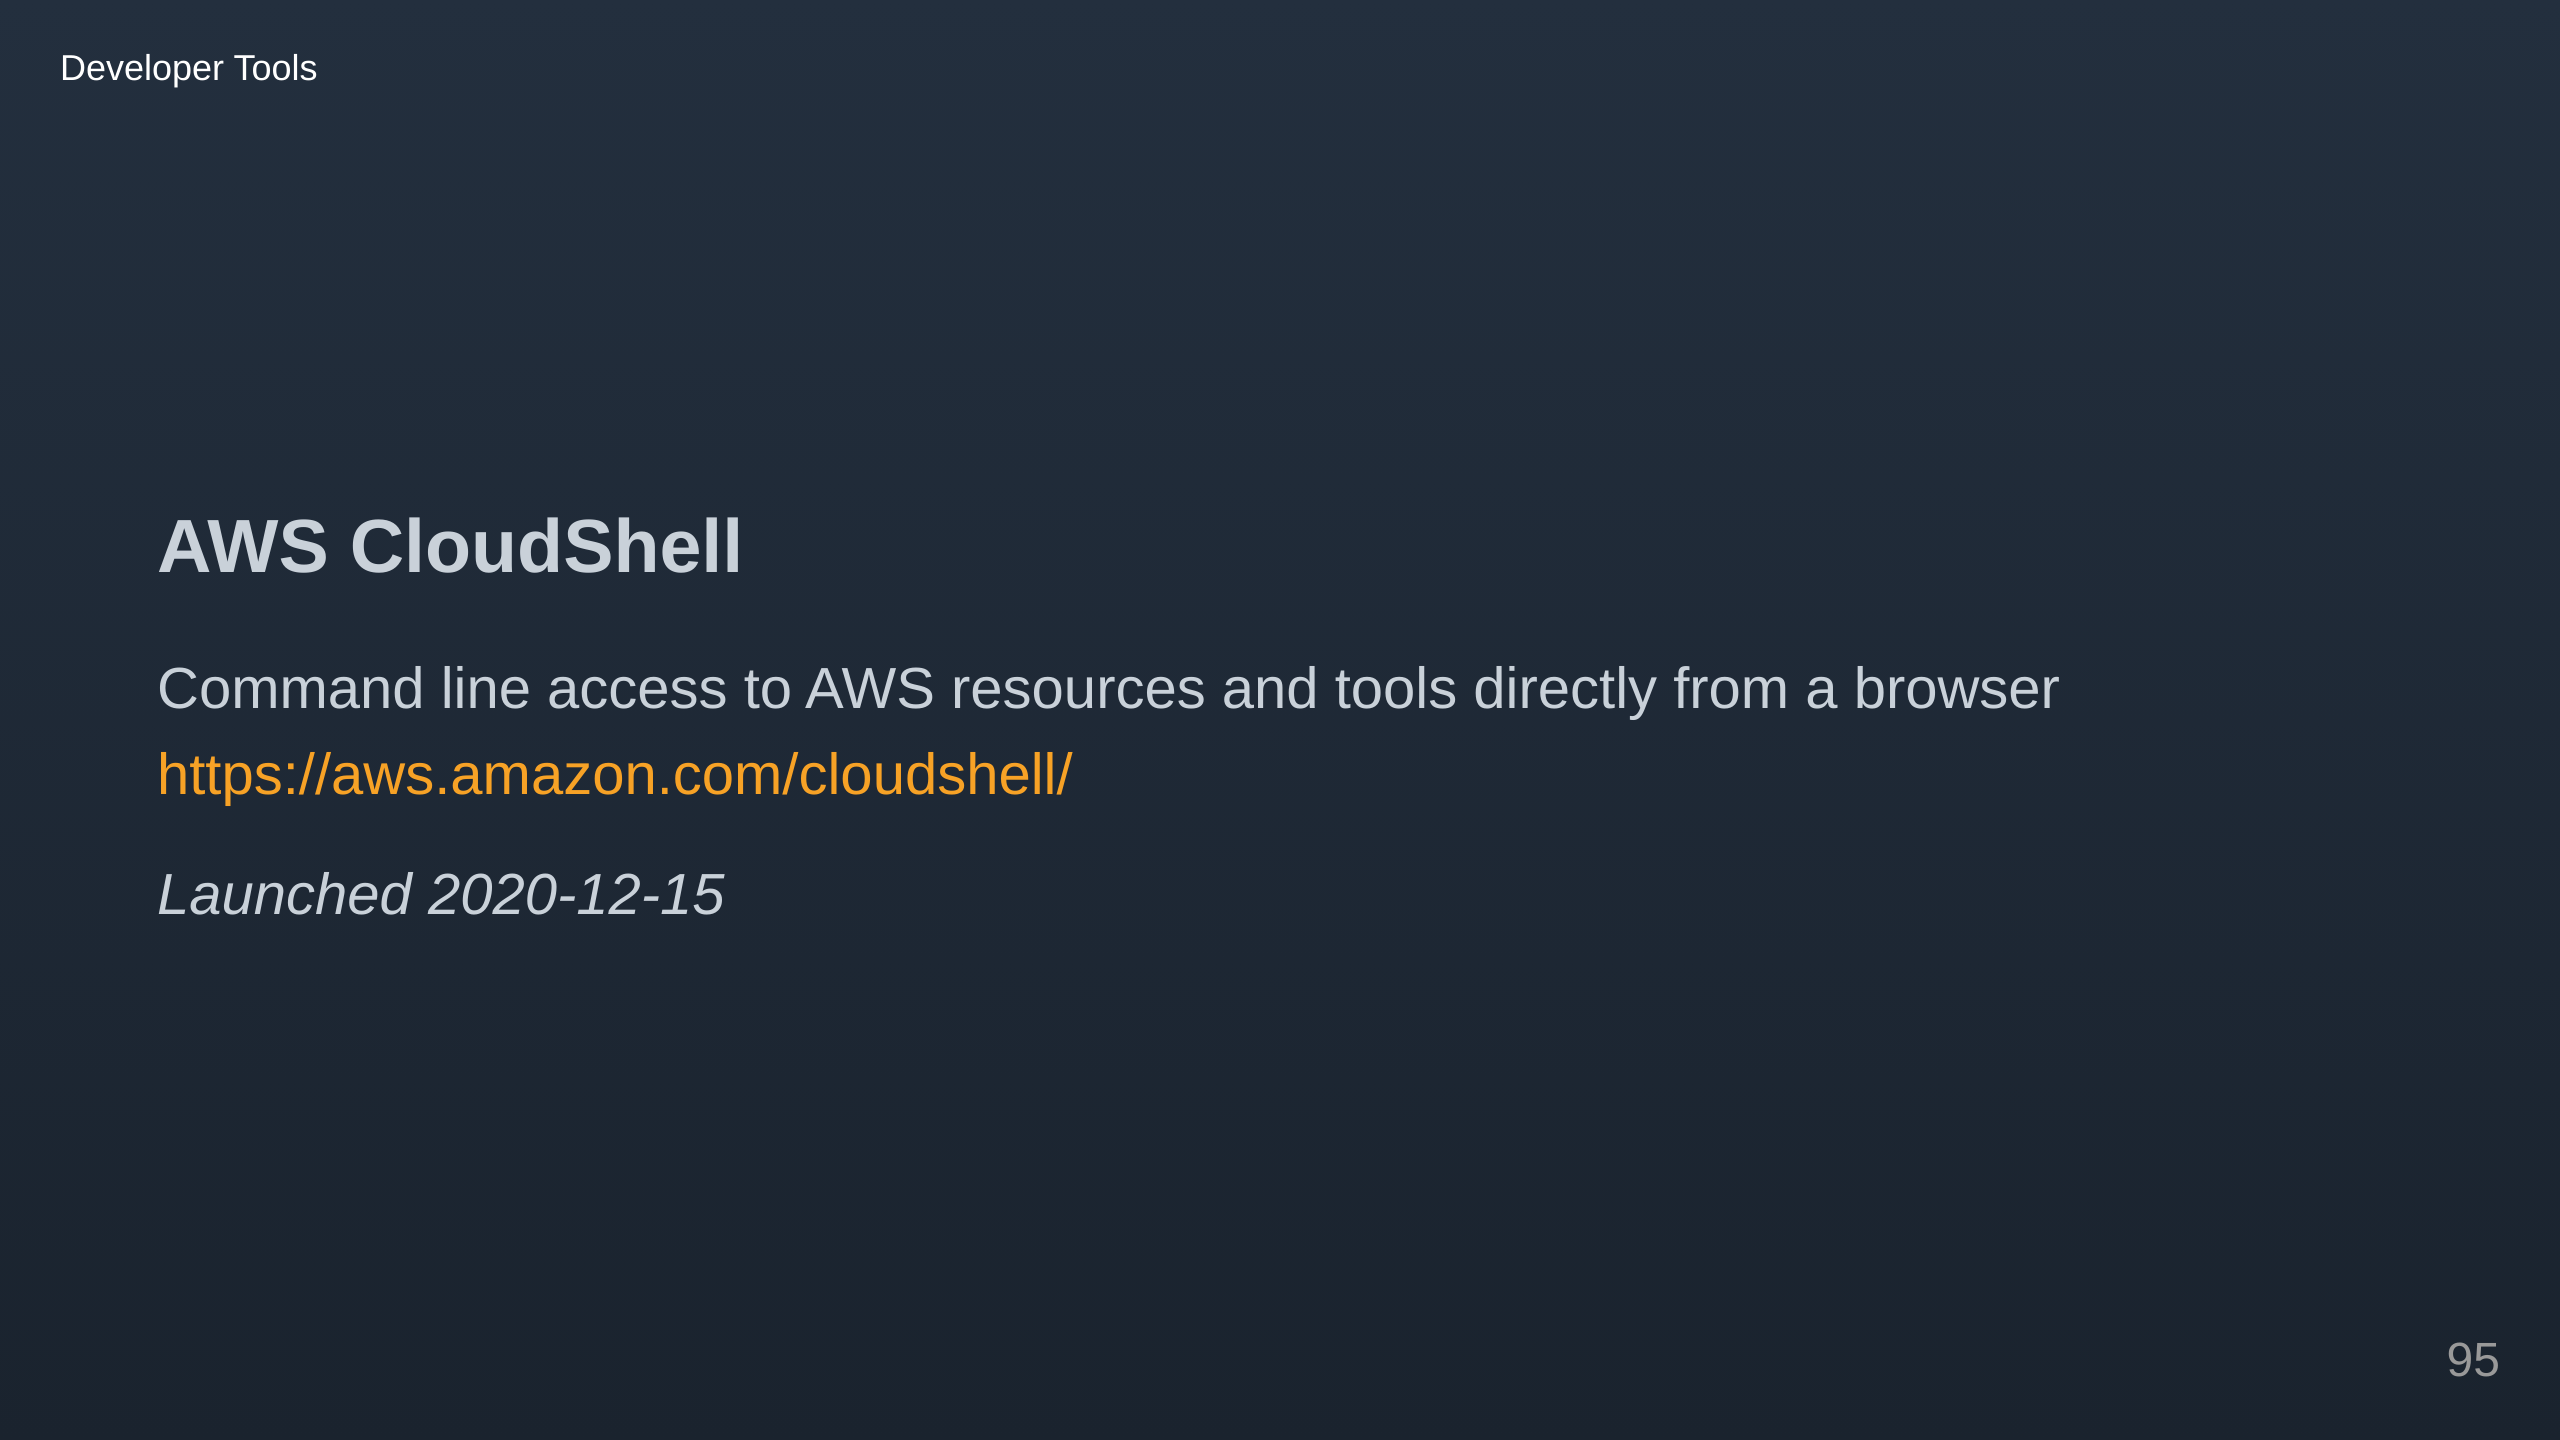 Developer Tools
AWS CloudShell
Command line access to AWS resources and tools directly from a browser
https://aws.amazon.com/cloudshell/
Launched 2020-12-15
95